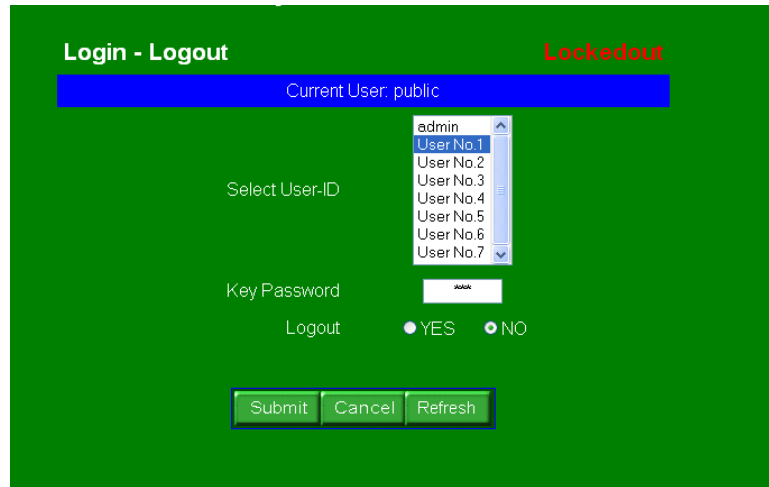 Login - Logout Lockedout
Current User: public
Select User-ID
admin
User No.1
User No.2
User No.3
User No.4
User No.5
User No.6
User No.7
Key Password ****
Logout YES NO
Submit Cancel Refresh